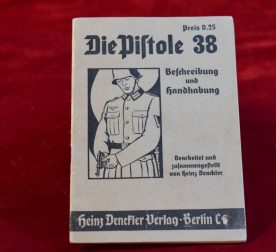 Preis 0.25
Die Pistole 38
Beschreibung
und
Handhabung
Bearbeitet und
zusammengestellt
von Heinz Denckler
Heinz Denckler Verlag · Berlin C2